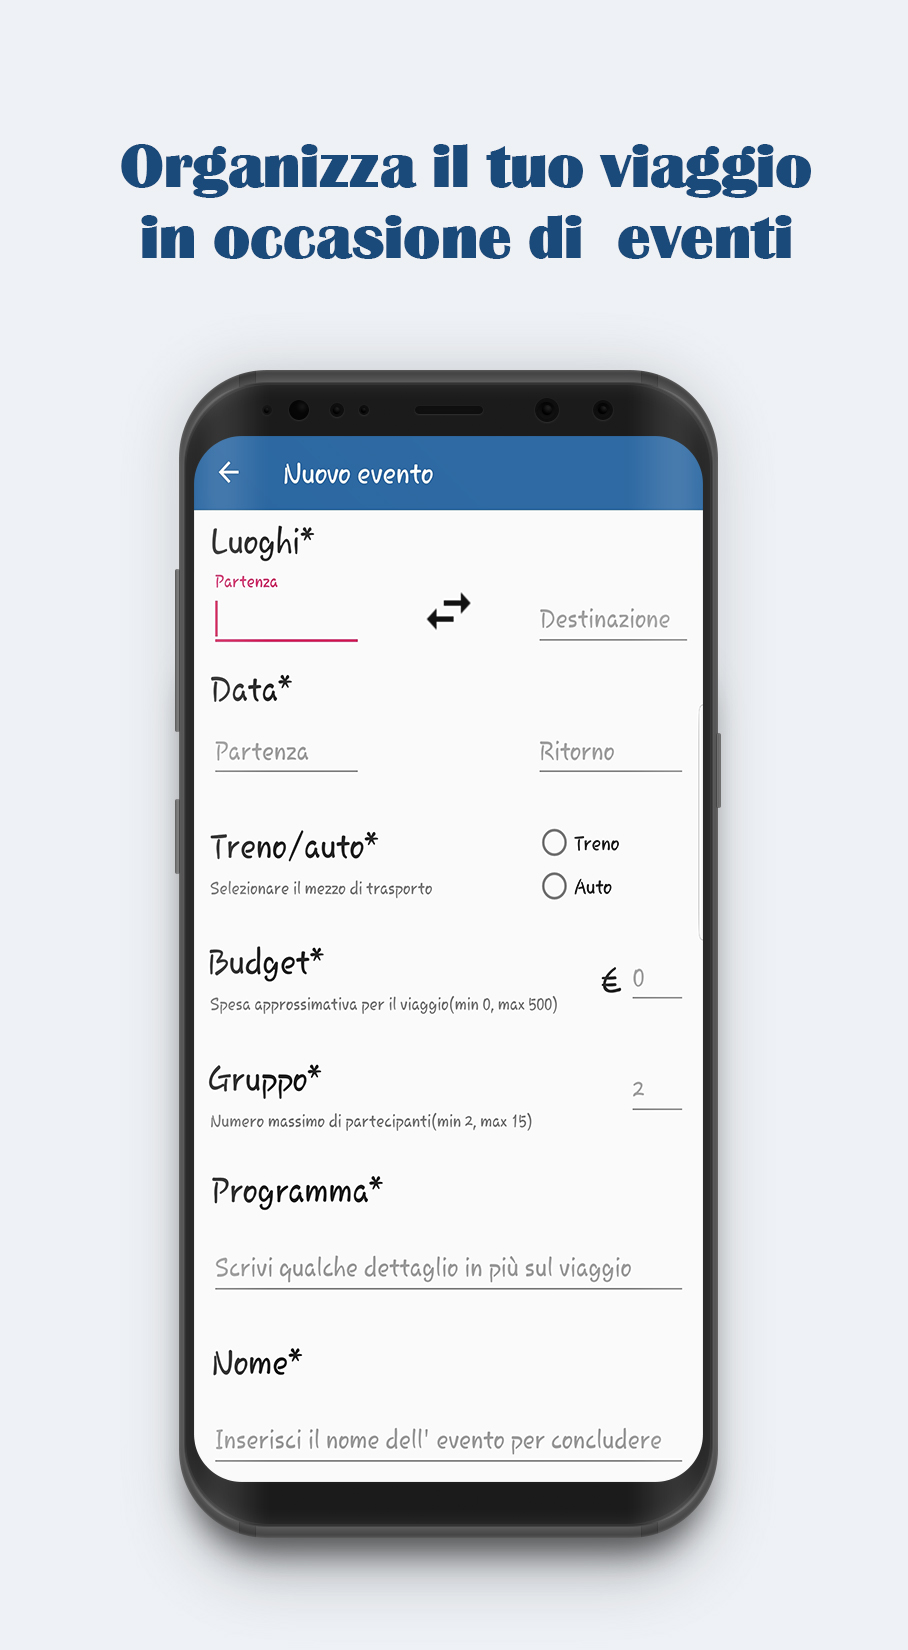 Organizza il tuo viaggio
in occasione di eventi
Nuovo evento
Luoghi*
Partenza
Destinazione
Data*
Partenza Ritorno
Treno/auto*
Treno
Selezionare il mezzo di trasporto
Auto
Budget*
€ 0
Spesa approssimativa per il viaggio(min 0, max 500)
Gruppo*
2
Numero massimo di partecipanti(min 2, max 15)
Programma*
Scrivi qualche dettaglio in più sul viaggio
Nome*
Inserisci il nome dell' evento per concludere